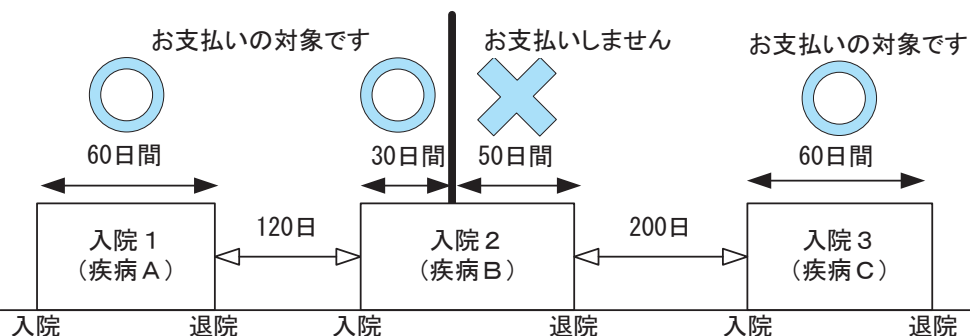 お支払いの対象です
お支払いしません
お支払いの対象です
60日間
30日間
50日間
60日間
120日
200日
入院１
（疾病Ａ）
入院２
（疾病Ｂ）
入院３
（疾病Ｃ）
入院
退院
入院
退院
入院
退院